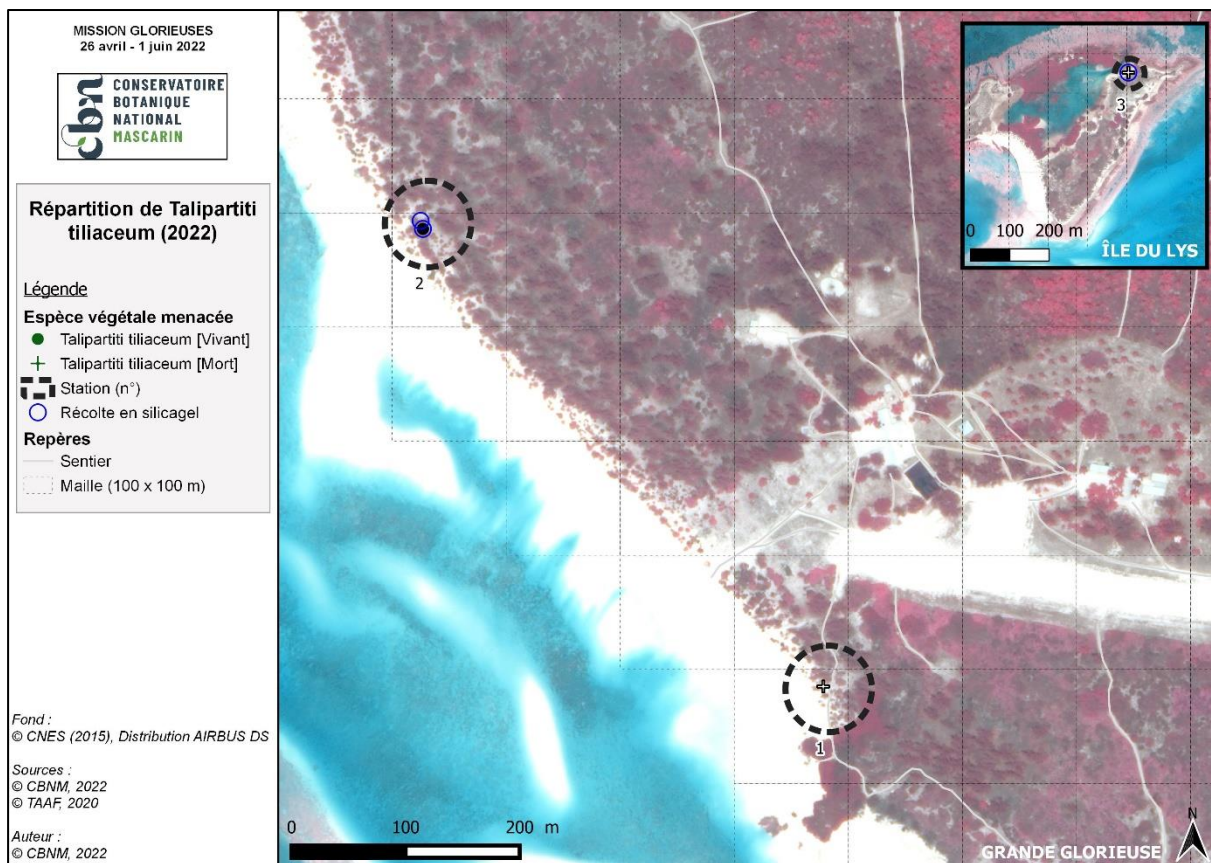 MISSION GLORIEUSES
26 avril - 1 juin 2022
cbn
CONSERVATOIRE
BOTANIQUE
NATIONAL
MASCARIN
Répartition de Talipartiti
tiliaceum (2022)
Légende
Espèce végétale menacée
Talipartiti tiliaceum [Vivant]
Talipartiti tiliaceum [Mort]
Station (n°)
Récolte en silicagel
Repères
Sentier
Maille (100 x 100 m)
Fond :
© CNES (2015), Distribution AIRBUS DS
Sources :
© CBNM, 2022
© TAAF, 2020
Auteur :
© CBNM, 2022
2
1
3
0 100 200 m
ÎLE DU LYS
0 100 200 m
N
GRANDE GLORIEUSE